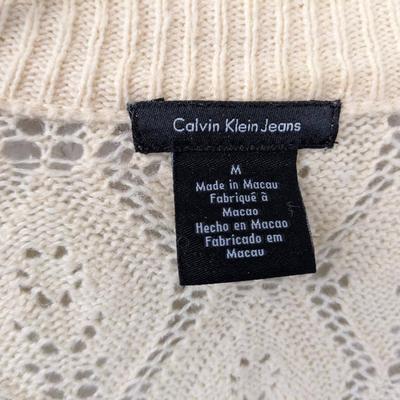 Calvin Klein Jeans
M
Made in Macau
Fabriqué à
Macao
Hecho en Macao
Fabricado em
Macau